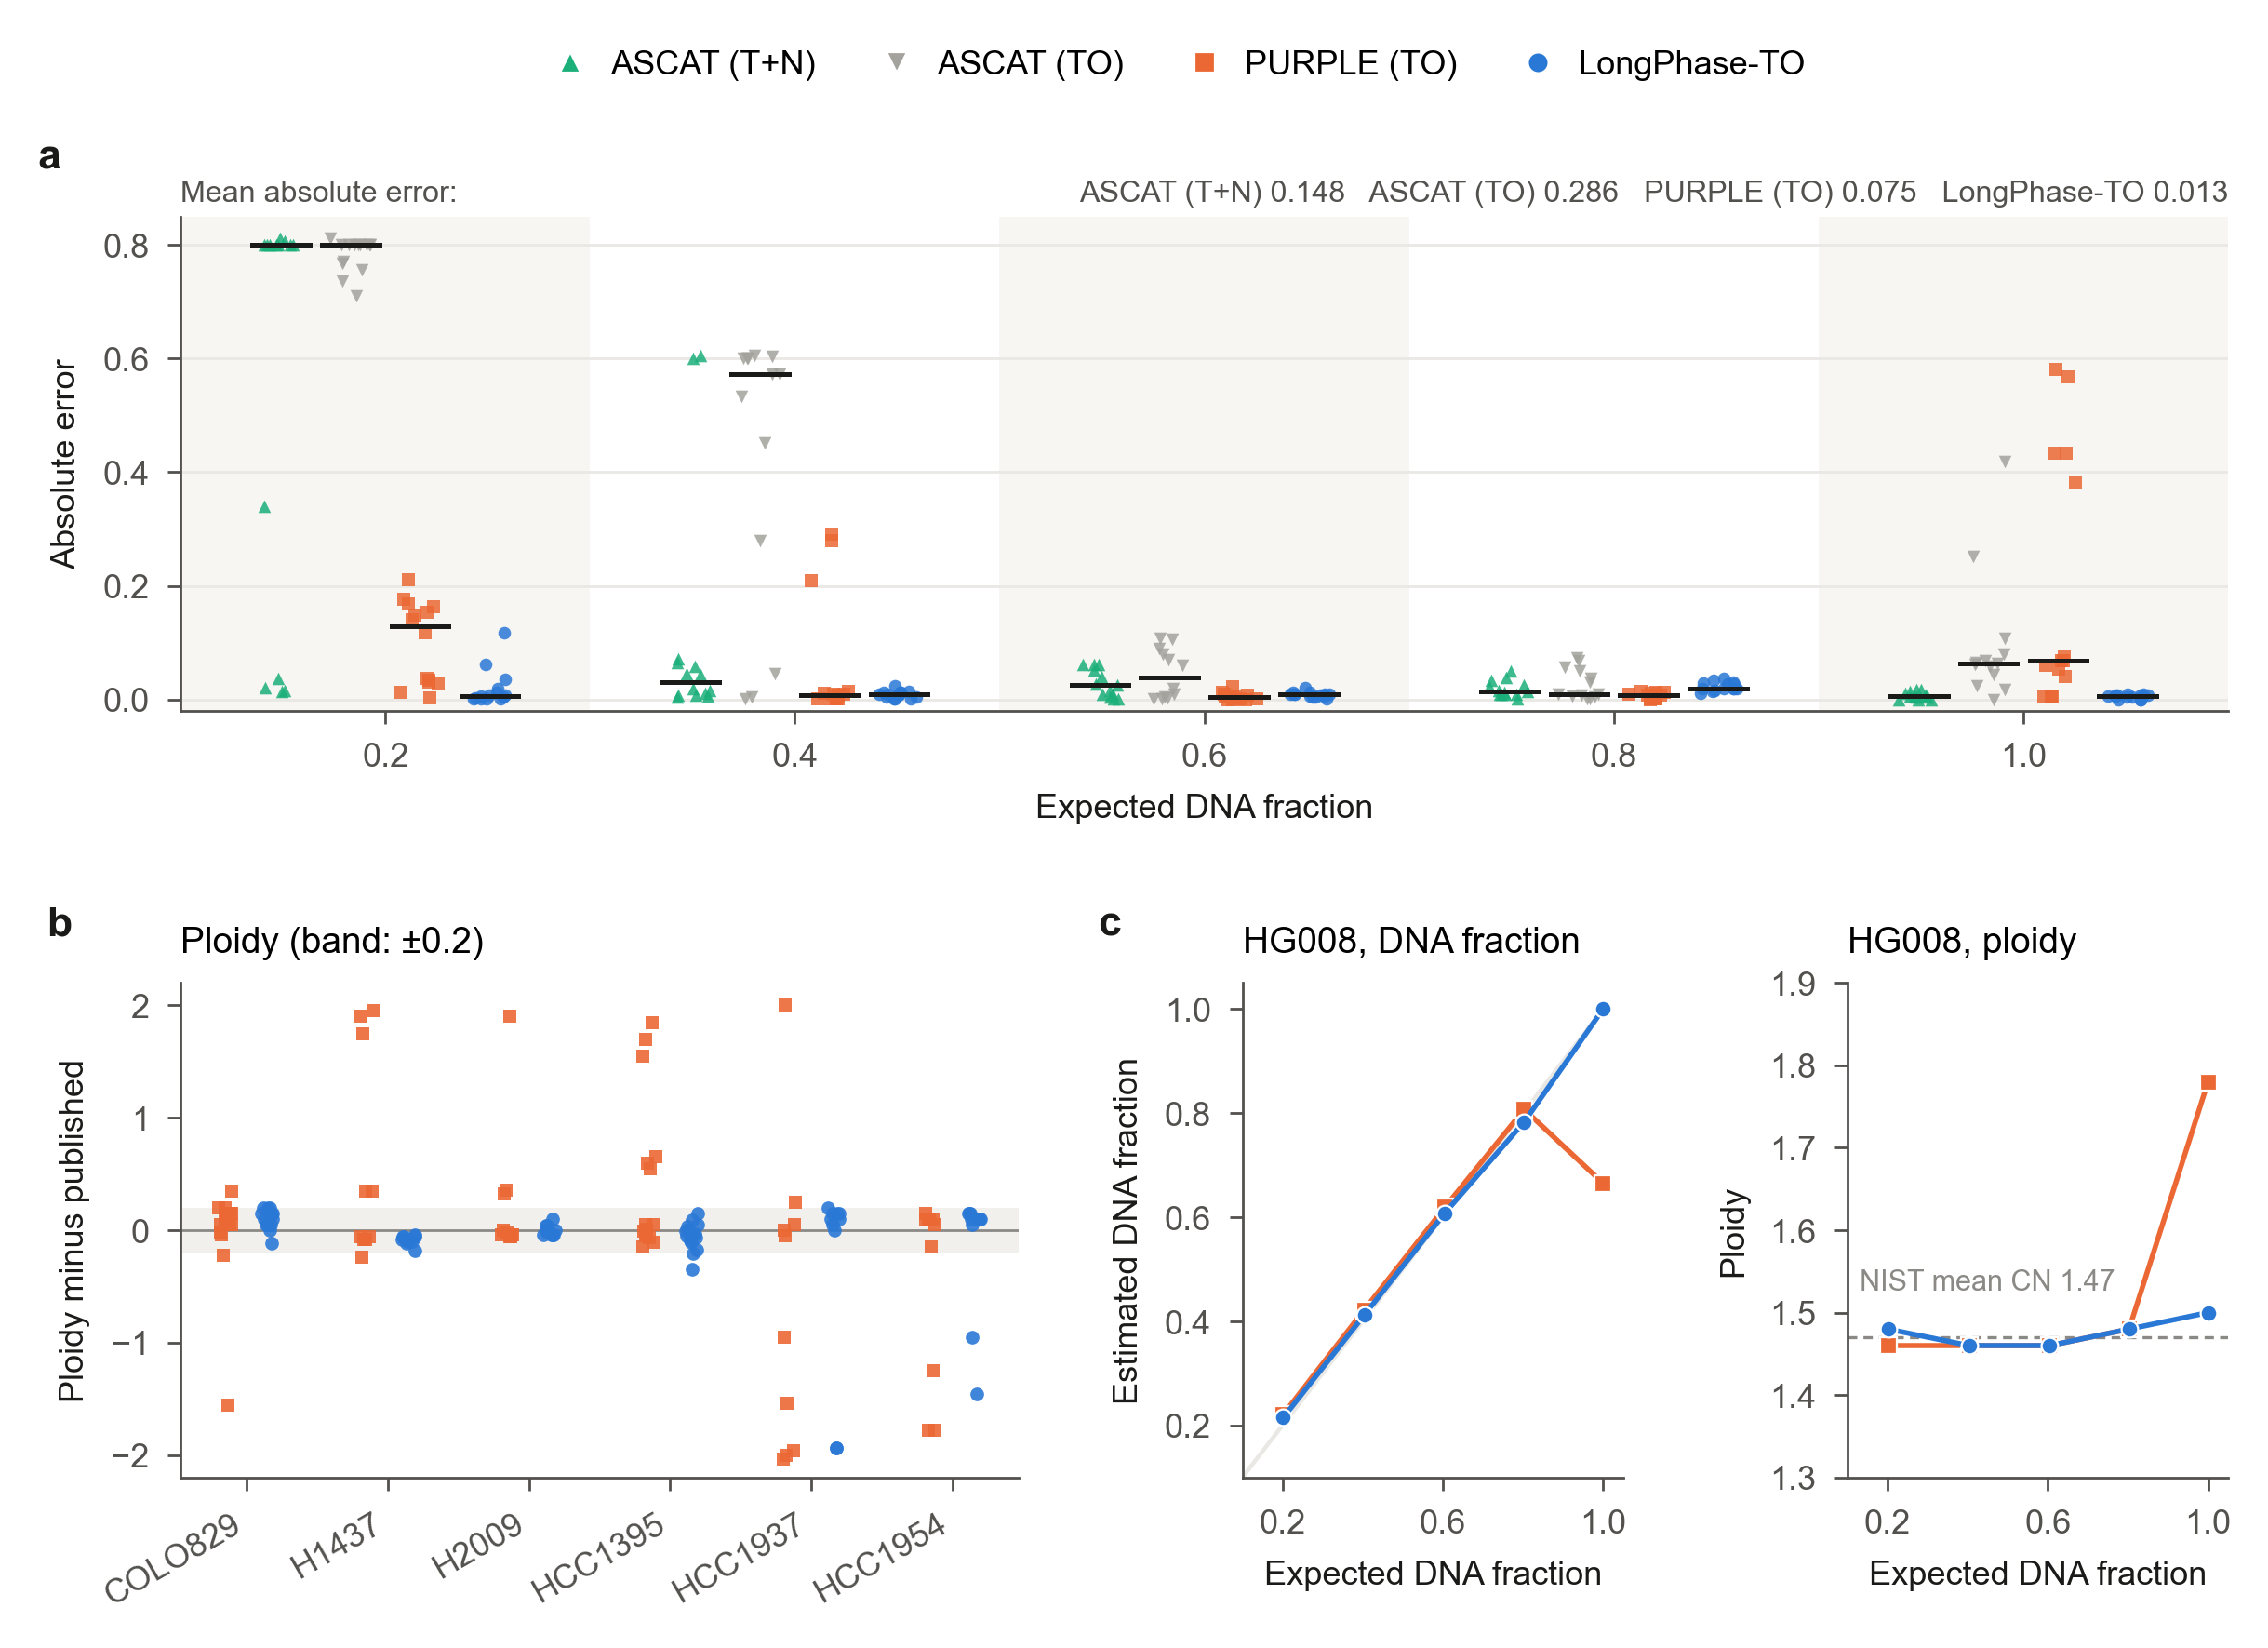 ASCAT (T+N) ASCAT (TO) PURPLE (TO) LongPhase-TO
a
Mean absolute error: ASCAT (T+N) 0.148 ASCAT (TO) 0.286 PURPLE (TO) 0.075 LongPhase-TO 0.013
Absolute error
0.8
0.6
0.4
0.2
0.0
0.2 0.4 0.6 0.8 1.0
Expected DNA fraction
b
Ploidy (band: ±0.2)
Ploidy minus published
2
1
0
−1
−2
COLO829 H1437 H2009 HCC1395 HCC1937 HCC1954
c
HG008, DNA fraction
Estimated DNA fraction
1.0
0.8
0.6
0.4
0.2
0.2 0.6 1.0
Expected DNA fraction
HG008, ploidy
Ploidy
1.9
1.8
1.7
1.6
1.5
1.4
1.3
NIST mean CN 1.47
0.2 0.6 1.0
Expected DNA fraction